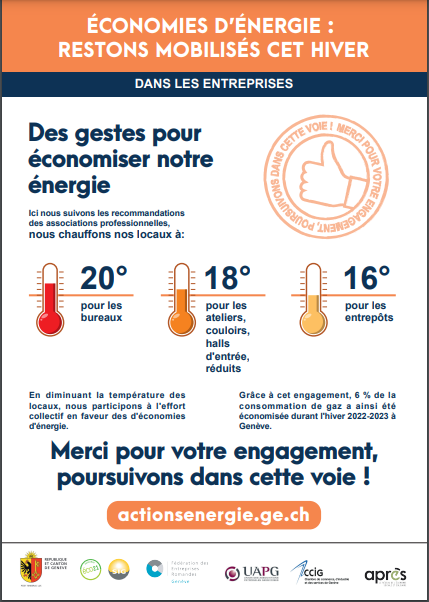 ÉCONOMIES D'ÉNERGIE :
RESTONS MOBILISÉS CET HIVER
DANS LES ENTREPRISES
Des gestes pour
économiser notre
énergie
MERCI POUR VOTRE ENGAGEMENT, POURSUIVONS DANS CETTE VOIE !
Ici nous suivons les recommandations
des associations professionnelles,
nous chauffons nos locaux à:
20°
pour les
bureaux
18°
pour les
ateliers,
couloirs,
halls
d'entrée,
réduits
16°
pour les
entrepôts
En diminuant la température des
locaux, nous participons à l'effort
collectif en faveur des d'économies
d'énergie.
Grâce à cet engagement, 6 % de la
consommation de gaz a ainsi été
économisée durant l'hiver 2022-2023 à
Genève.
Merci pour votre engagement,
poursuivons dans cette voie !
actionsenergie.ge.ch
RÉPUBLIQUE
ET CANTON
DE GENÈVE
eco21
SIG
Fédération des
Entreprises
Romandes
Genève
UAPG
CCIG
Chambre de commerce, d'industrie
et des services de Genève
après